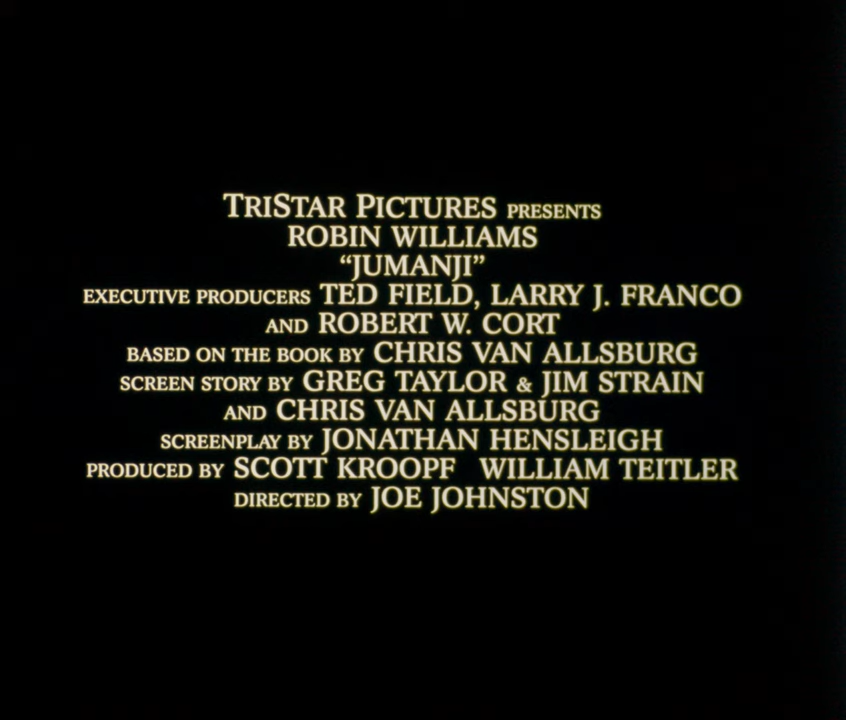 TRISTAR PICTURES PRESENTS
ROBIN WILLIAMS
“JUMANJI”
EXECUTIVE PRODUCERS TED FIELD, LARRY J. FRANCO
AND ROBERT W. CORT
BASED ON THE BOOK BY CHRIS VAN ALLSBURG
SCREEN STORY BY GREG TAYLOR & JIM STRAIN
AND CHRIS VAN ALLSBURG
SCREENPLAY BY JONATHAN HENSLEIGH
PRODUCED BY SCOTT KROOPF WILLIAM TEITLER
DIRECTED BY JOE JOHNSTON